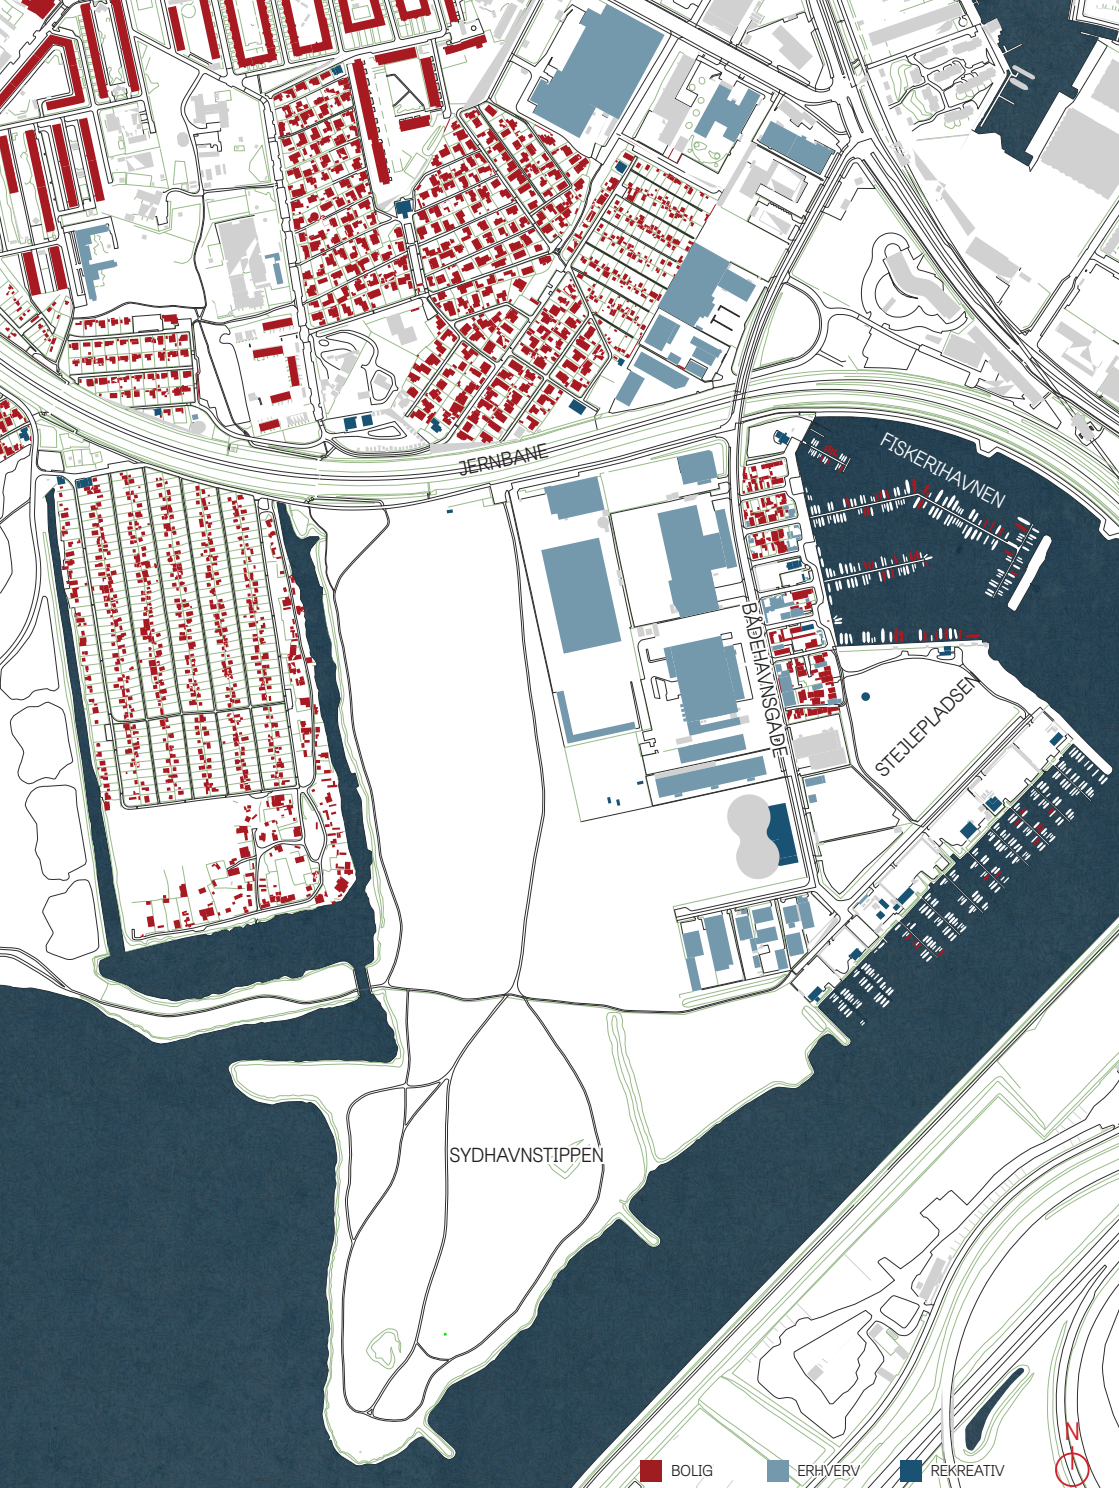 JERNBANE
FISKERIHAVNEN
BÅDEHAVNSGADE
STEJLEPLADSEN
SYDHAVNSTIPPEN
N
BOLIG
ERHVERV
REKREATIV